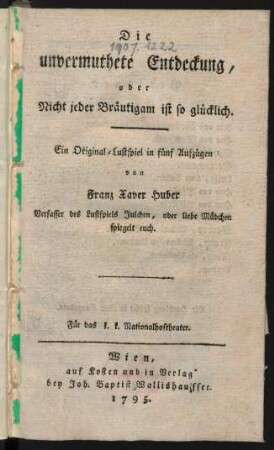 Die
1907.1222
unvermuthete Entdeckung,
oder
Nicht jeder Bräutigam ist so glücklich.
Ein Original-Lustspiel in fünf Aufzügen
von
Franz Xaver Huber
Verfasser des Lustspiels Julchen, oder liebe Mädchen
spiegelt euch.
Für das k. k. Nationalhoftheater.
Wien,
auf Kosten und in Verlag
bey Joh. Baptist Wallishausser.
1795.